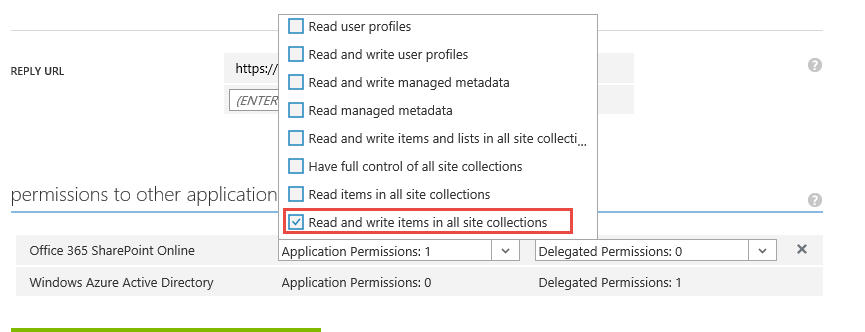 Read user profiles
Read and write user profiles
REPLY URL
https://
Read and write managed metadata
(ENTER
Read managed metadata
Read and write items and lists in all site collecti...
Have full control of all site collections
permissions to other application
Read items in all site collections
Read and write items in all site collections
Office 365 SharePoint Online Application Permissions: 1 Delegated Permissions: 0
Windows Azure Active Directory Application Permissions: 0 Delegated Permissions: 1